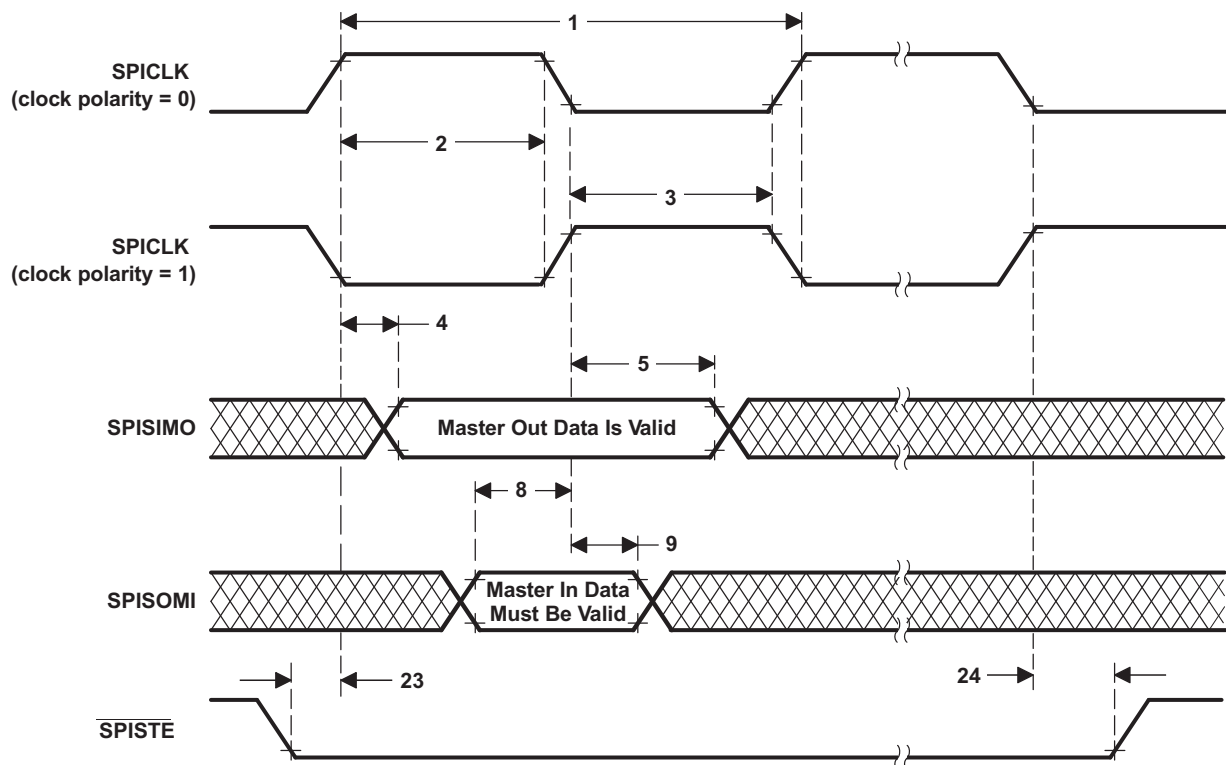 1
SPICLK
(clock polarity = 0)
2
3
SPICLK
(clock polarity = 1)
4
5
SPISIMO
Master Out Data Is Valid
8
9
SPISOMI
Master In Data
Must Be Valid
23
24
SPISTE